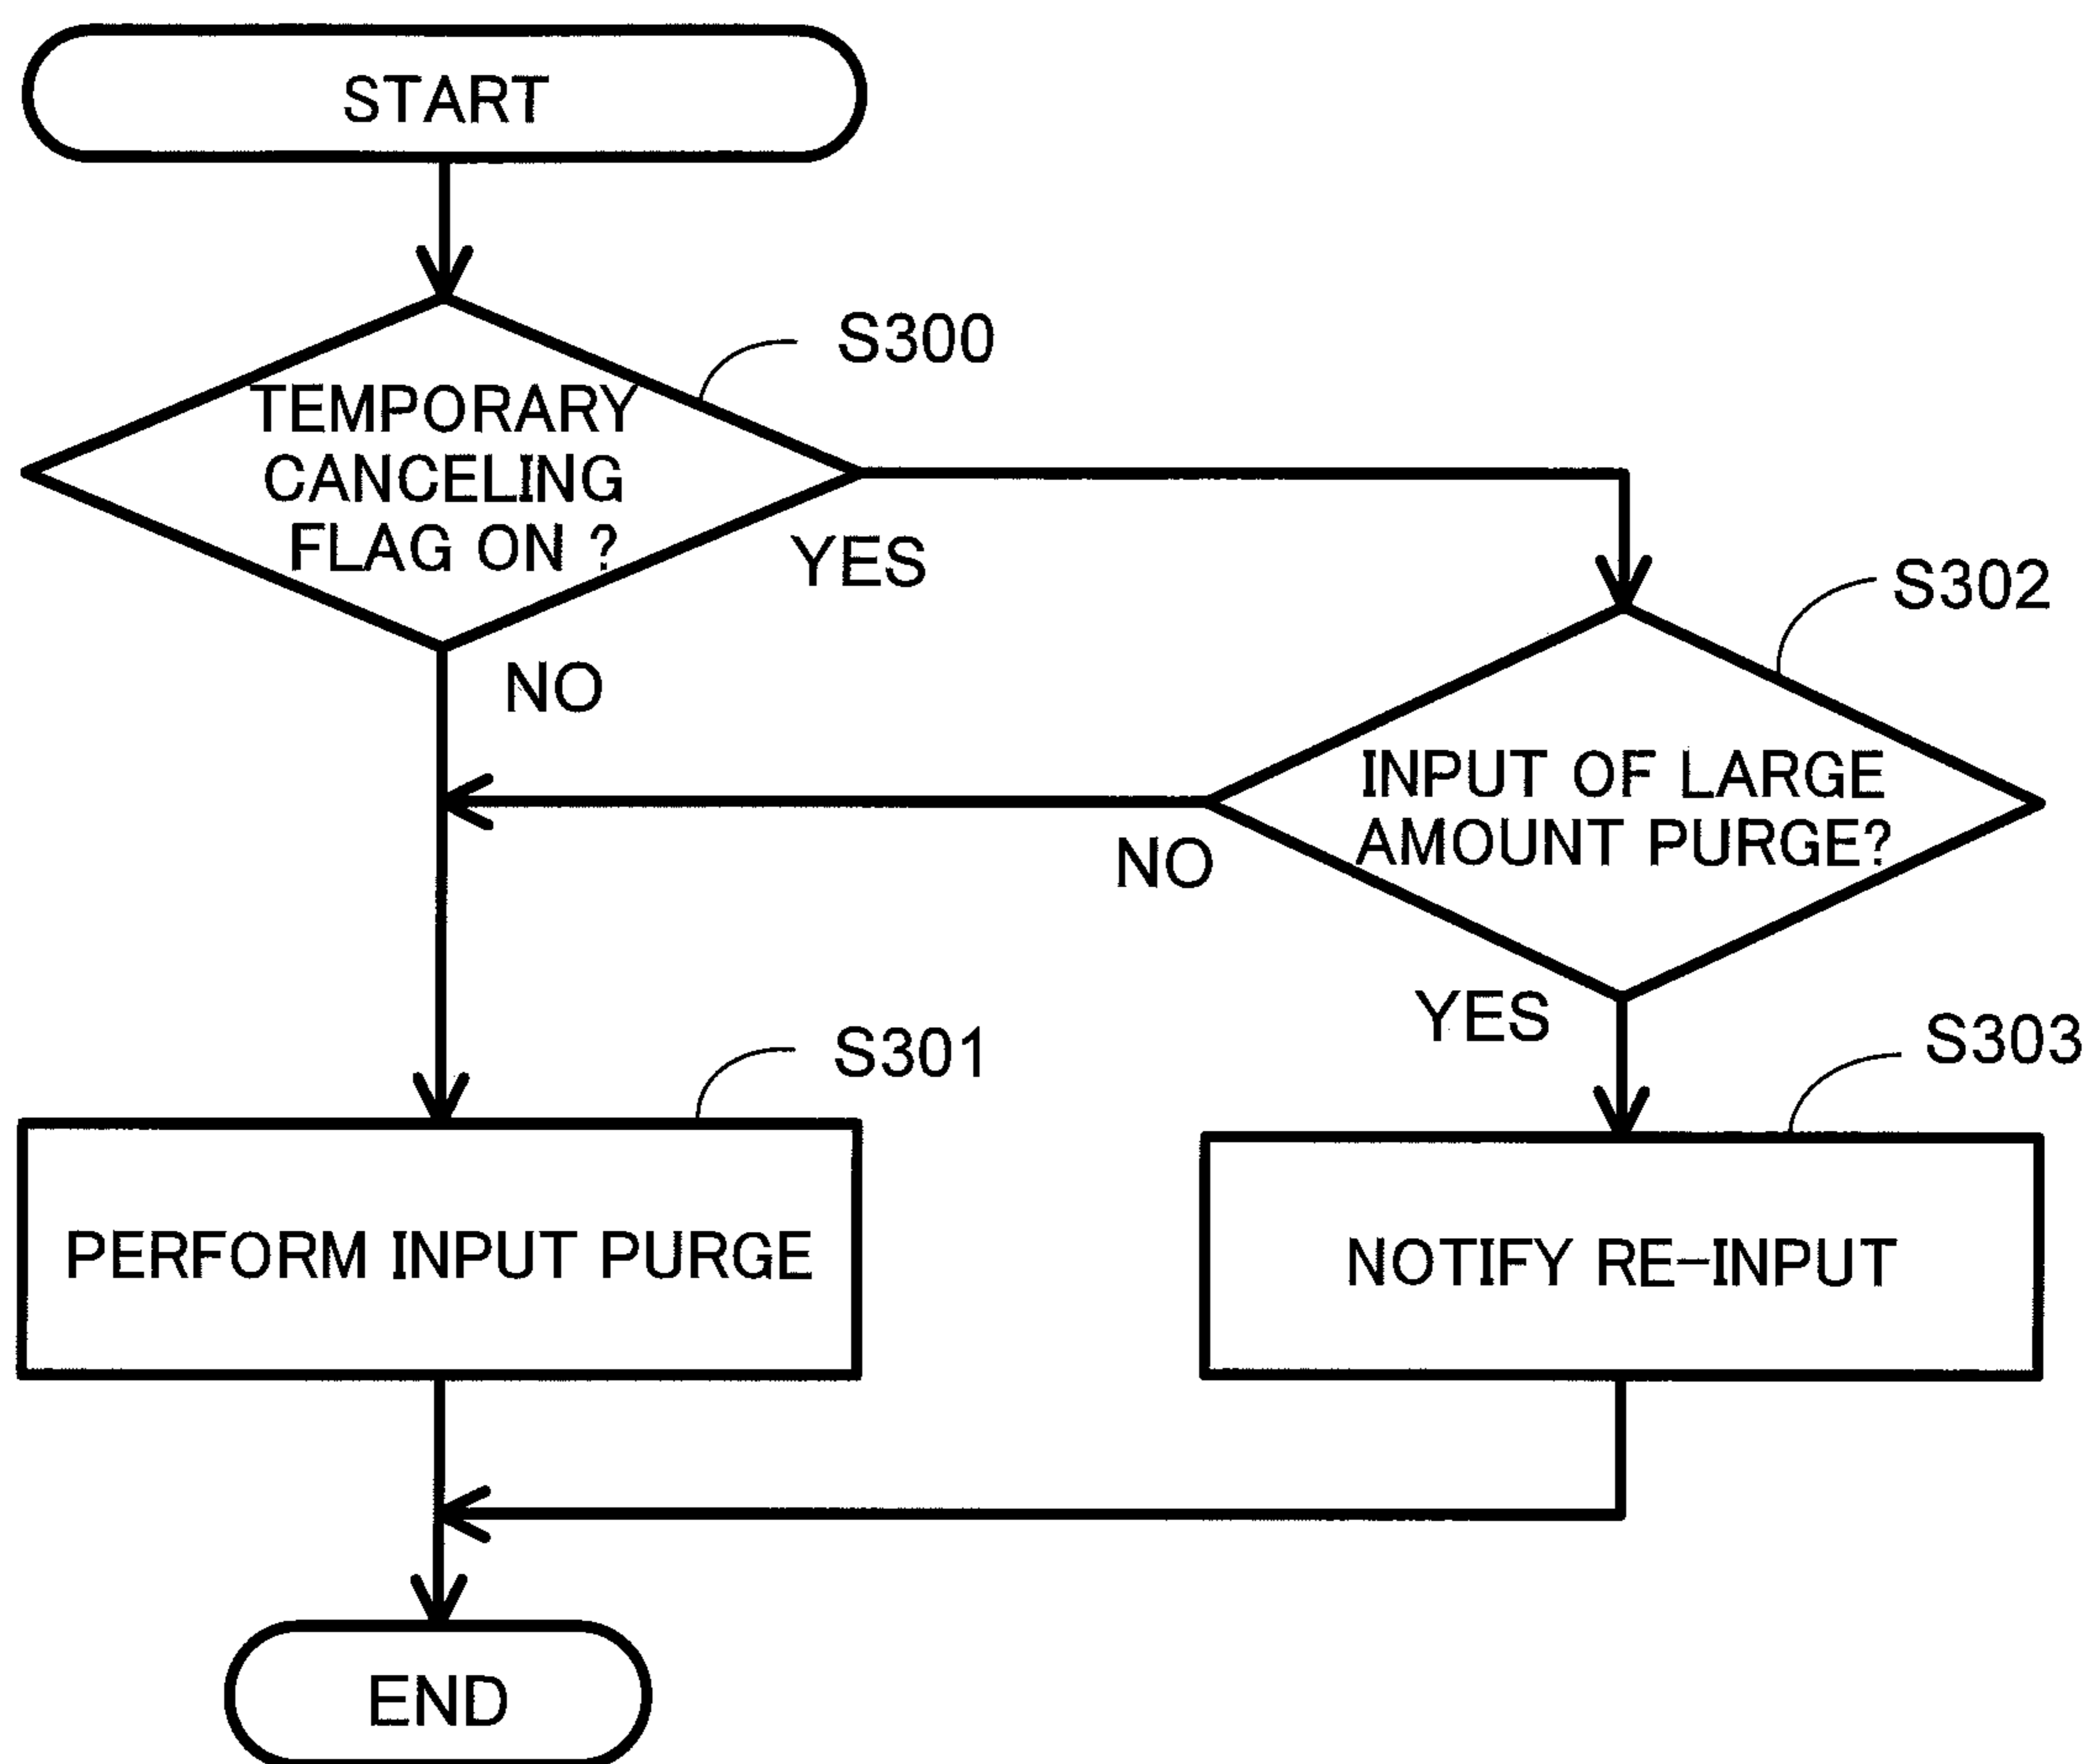 START
S300
TEMPORARY
CANCELING
FLAG ON ?
YES
NO
S302
INPUT OF LARGE
AMOUNT PURGE?
NO
YES
S301
S303
PERFORM INPUT PURGE
NOTIFY RE-INPUT
END